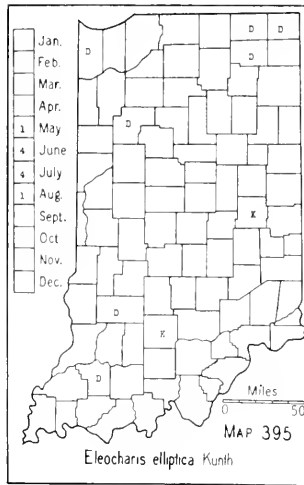 Jan.
Feb.
Mar.
Apr.
1 May
4 June
4 July
1 Aug.
Sept.
Oct
Nov.
Dec.
D D
D
D
D
K
D
K
D
Miles
0 50
MAP 395
Eleocharis elliptica Kunth